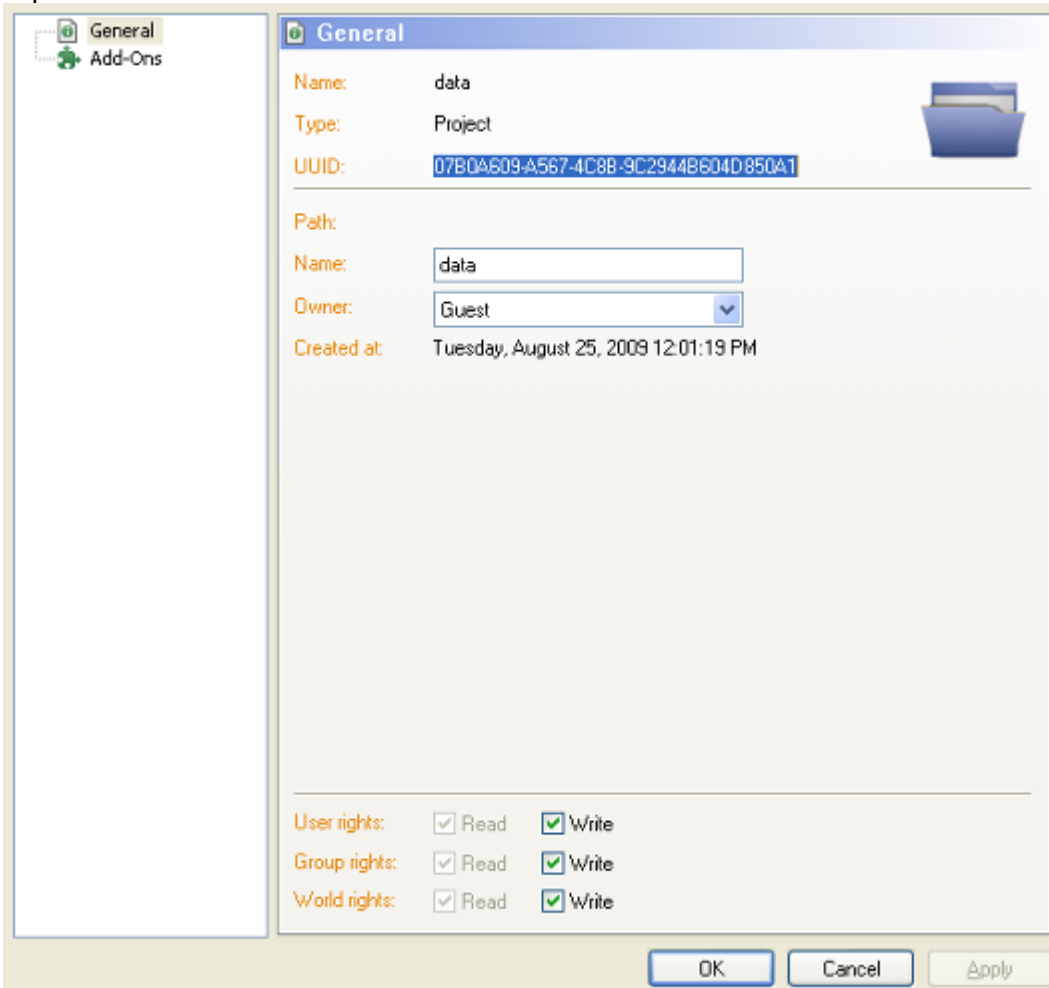 General
Add-Ons
General
Name: data
Type: Project
UUID: 07B0A609-A567-4C8B-9C2944B604D850A1
Path:
Name: data
Owner: Guest
Created at: Tuesday, August 25, 2009 12:01:19 PM
User rights: Read Write
Group rights: Read Write
World rights: Read Write
OK Cancel Apply